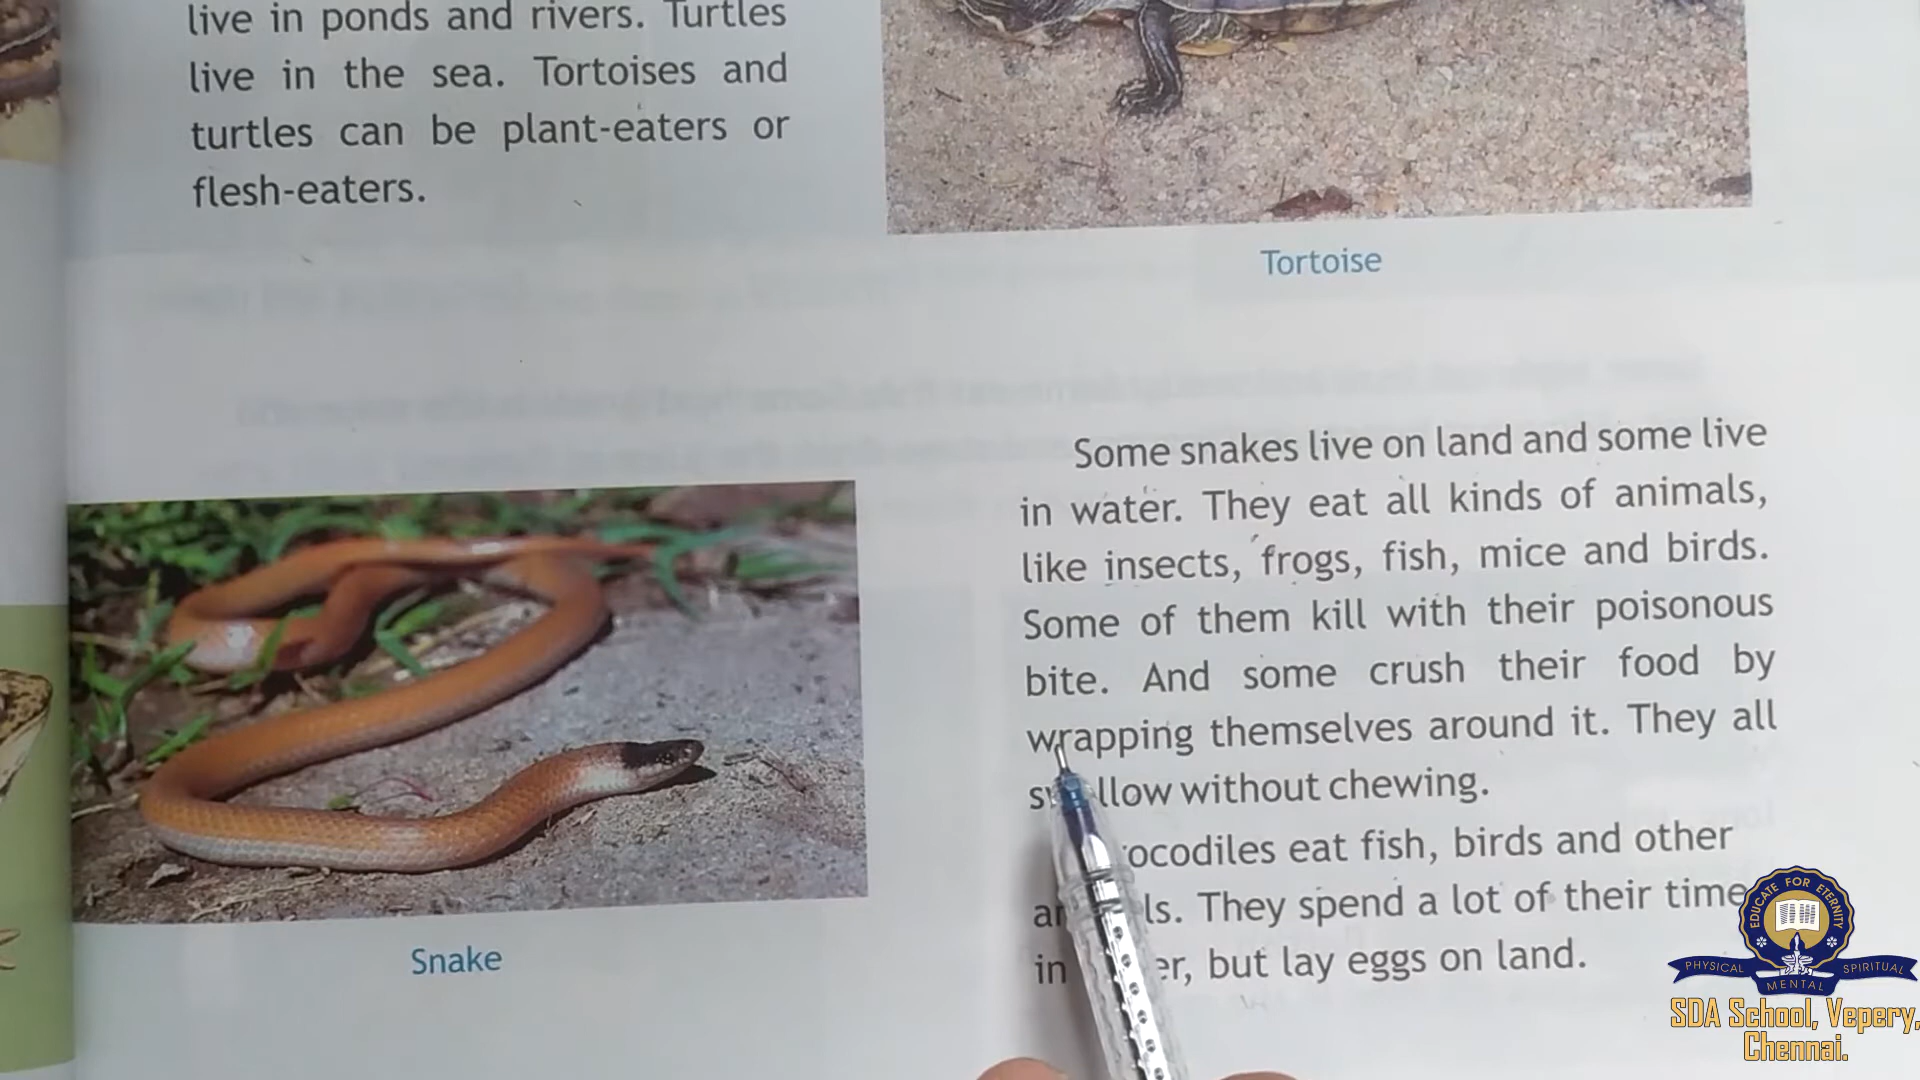 live in ponds and rivers. Turtles
live in the sea. Tortoises and
turtles can be plant-eaters or
flesh-eaters.
Tortoise
Some snakes live on land and some live
in water. They eat all kinds of animals,
like insects, frogs, fish, mice and birds.
Some of them kill with their poisonous
bite. And some crush their food by
wrapping themselves around it. They all
swallow without chewing.
Crocodiles eat fish, birds and other
animals. They spend a lot of their time
in water, but lay eggs on land.
Snake
EDUCATE FOR ETERNITY
PHYSICAL
MENTAL
SPIRITUAL
SDA School, Vepery,
Chennai.